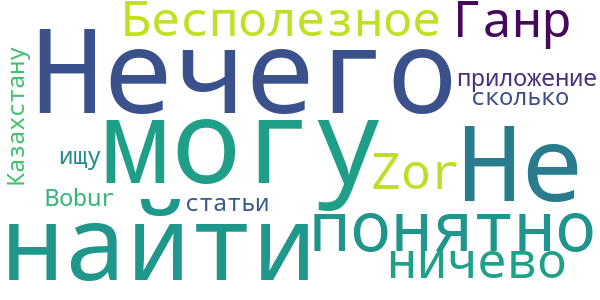 Бесполезное Ганр
Нечего
Казахстану
приложение
сколько
могу
ищу
Zor
Не
Bobur
статьи
найти
понятно
ничево